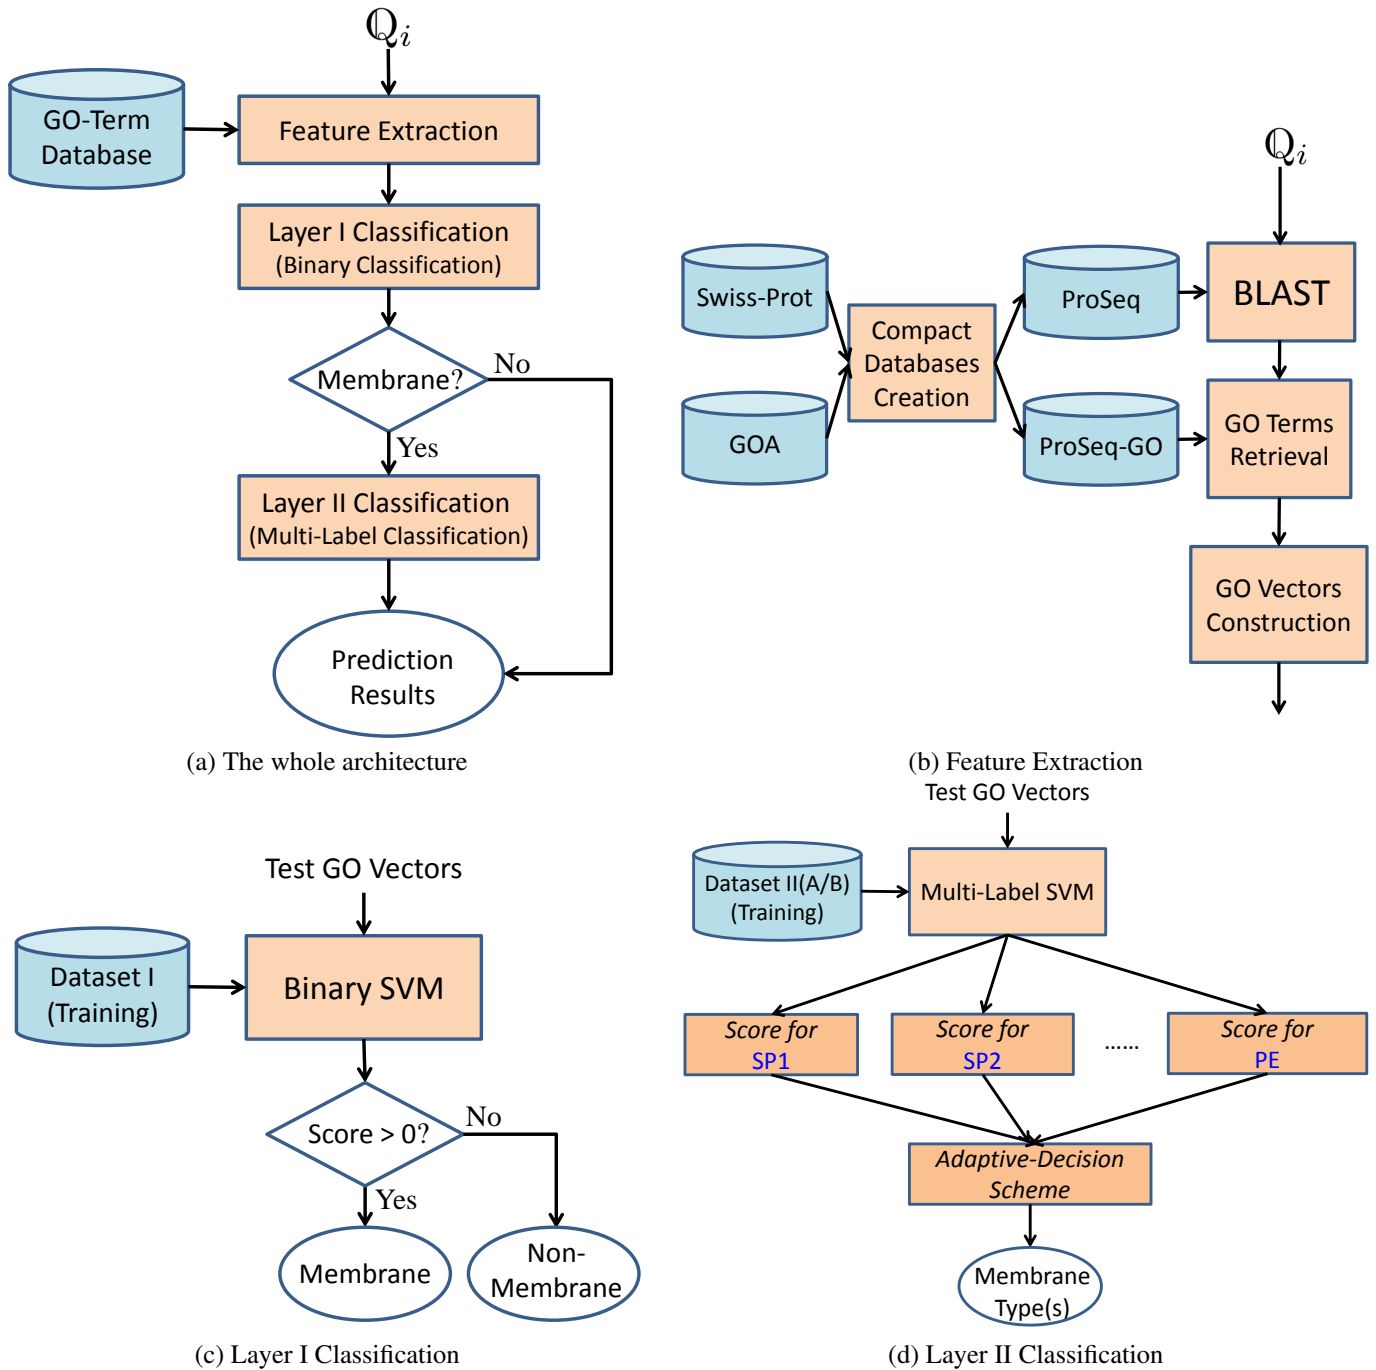 ℚi
GO-Term
Database
Feature Extraction
Layer I Classification
(Binary Classification)
Membrane?
No
Yes
Layer II Classification
(Multi-Label Classification)
Prediction
Results
(a) The whole architecture
ℚi
Swiss-Prot
GOA
Compact
Databases
Creation
ProSeq
ProSeq-GO
BLAST
GO Terms
Retrieval
GO Vectors
Construction
(b) Feature Extraction
Test GO Vectors
Dataset I
(Training)
Binary SVM
Score > 0?
No
Yes
Membrane
Non-
Membrane
(c) Layer I Classification
Test GO Vectors
Dataset II(A/B)
(Training)
Multi-Label SVM
Score for
SP1
Score for
SP2
......
Score for
PE
Adaptive-Decision
Scheme
Membrane
Type(s)
(d) Layer II Classification